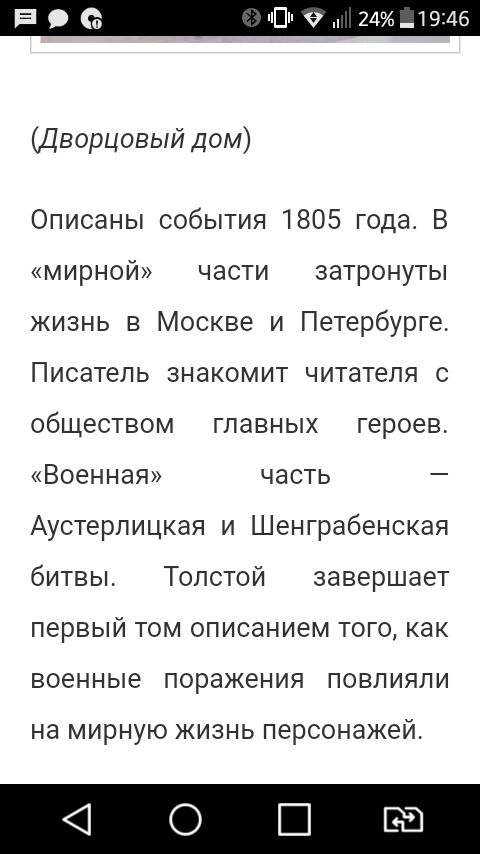 24% 19:46
(Дворцовый дом)
Описаны события 1805 года. В
«мирной» части затронуты
жизнь в Москве и Петербурге.
Писатель знакомит читателя с
обществом главных героев.
«Военная» часть —
Аустерлицкая и Шенграбенская
битвы. Толстой завершает
первый том описанием того, как
военные поражения повлияли
на мирную жизнь персонажей.